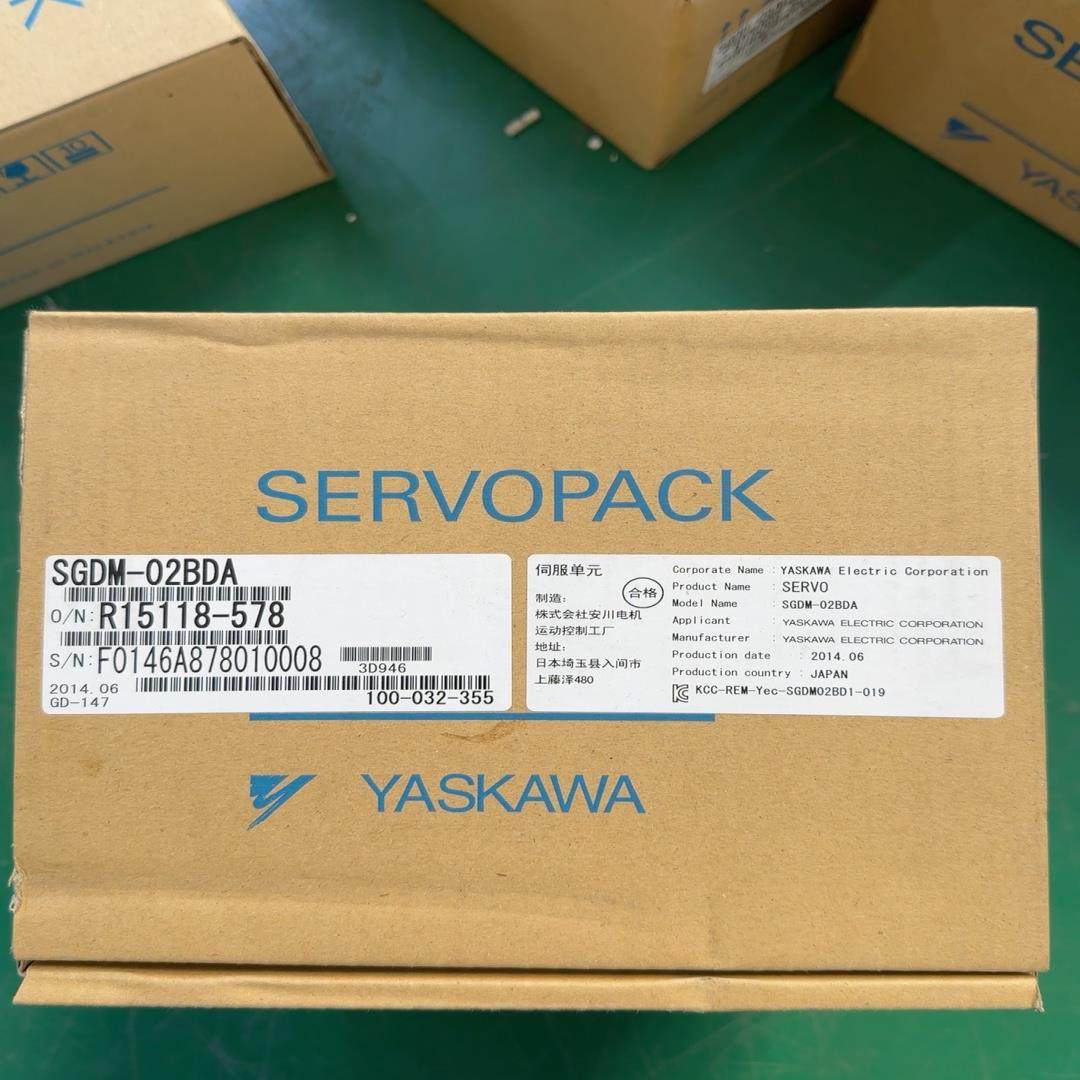 10
SE
YAS
SERVOPACK
SGDM-02BDA
O/N: R15118-578
S/N: F0146A878010008
3D946
2014.06
GD-147
100-032-355
伺服单元
制造:
合格
株式会社安川电机
运动控制工厂
地址:
日本埼玉县入间市
上藤泽480
Corporate Name : YASKAWA Electric Corporation
Product Name : SERVO
Model Name : SGDM-02BDA
Applicant : YASKAWA ELECTRIC CORPORATION
Manufacturer : YASKAWA ELECTRIC CORPORATION
Production date : 2014.06
Production country : JAPAN
KCC-REM-Yec-SGDM02BD1-019
YASKAWA